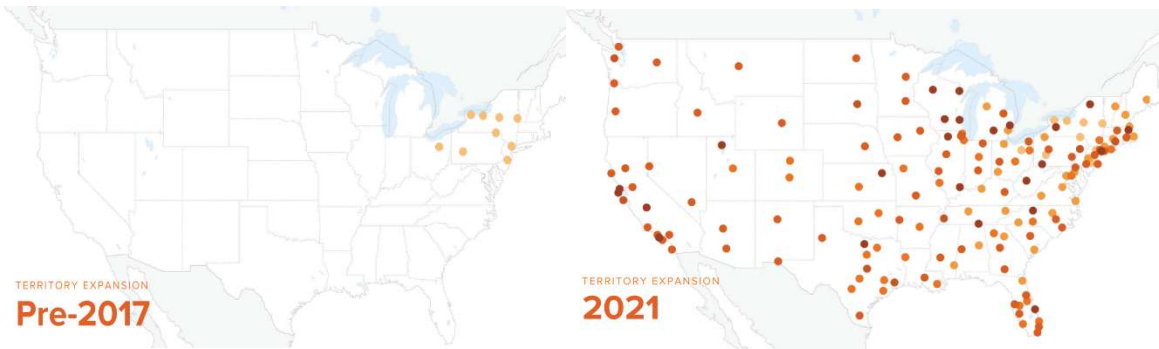 TERRITORY EXPANSION
Pre-2017
TERRITORY EXPANSION
2021